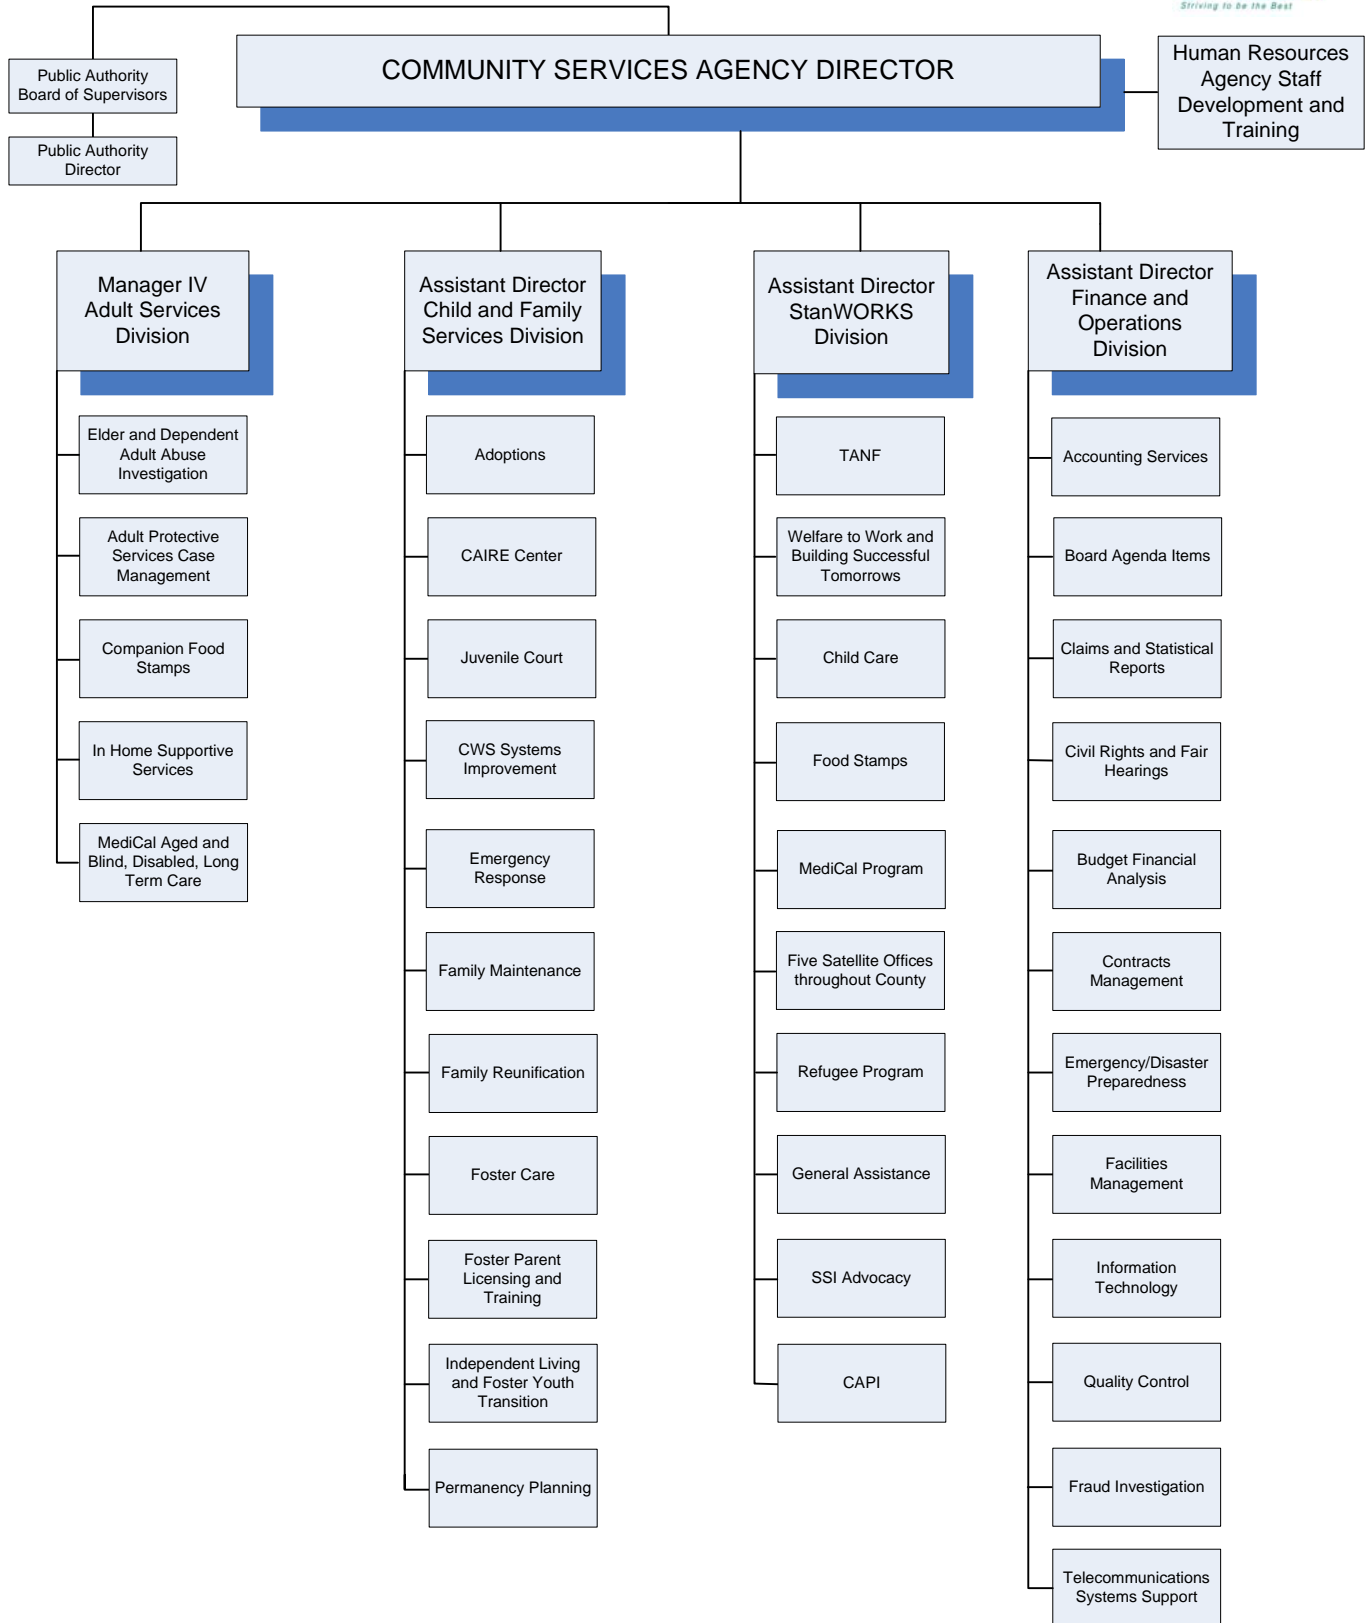 Striving to be the Best
COMMUNITY SERVICES AGENCY DIRECTOR
Human Resources
Agency Staff
Development and
Training
Public Authority
Board of Supervisors
Public Authority
Director
Manager IV
Adult Services
Division
Elder and Dependent
Adult Abuse
Investigation
Adult Protective
Services Case
Management
Companion Food
Stamps
In Home Supportive
Services
MediCal Aged and
Blind, Disabled, Long
Term Care
Assistant Director
Child and Family
Services Division
Adoptions
CAIRE Center
Juvenile Court
CWS Systems
Improvement
Emergency
Response
Family Maintenance
Family Reunification
Foster Care
Foster Parent
Licensing and
Training
Independent Living
and Foster Youth
Transition
Permanency Planning
Assistant Director
StanWORKS
Division
TANF
Welfare to Work and
Building Successful
Tomorrows
Child Care
Food Stamps
MediCal Program
Five Satellite Offices
throughout County
Refugee Program
General Assistance
SSI Advocacy
CAPI
Assistant Director
Finance and
Operations
Division
Accounting Services
Board Agenda Items
Claims and Statistical
Reports
Civil Rights and Fair
Hearings
Budget Financial
Analysis
Contracts
Management
Emergency/Disaster
Preparedness
Facilities
Management
Information
Technology
Quality Control
Fraud Investigation
Telecommunications
Systems Support